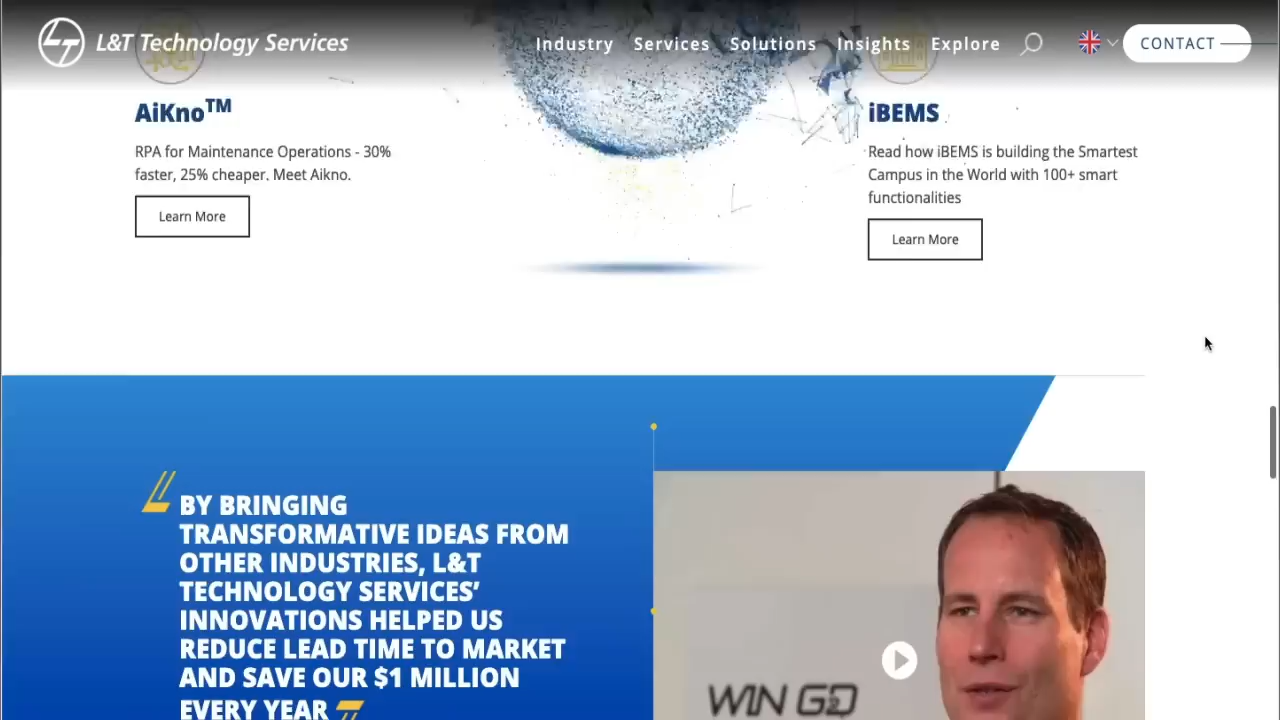 L&T Technology Services
Industry Services Solutions Insights Explore CONTACT
AiKno™
RPA for Maintenance Operations - 30%
faster, 25% cheaper. Meet Aikno.
Learn More
iBEMS
Read how iBEMS is building the Smartest
Campus in the World with 100+ smart
functionalities
Learn More
BY BRINGING
TRANSFORMATIVE IDEAS FROM
OTHER INDUSTRIES, L&T
TECHNOLOGY SERVICES’
INNOVATIONS HELPED US
REDUCE LEAD TIME TO MARKET
AND SAVE OUR $1 MILLION
EVERY YEAR
WIN GD